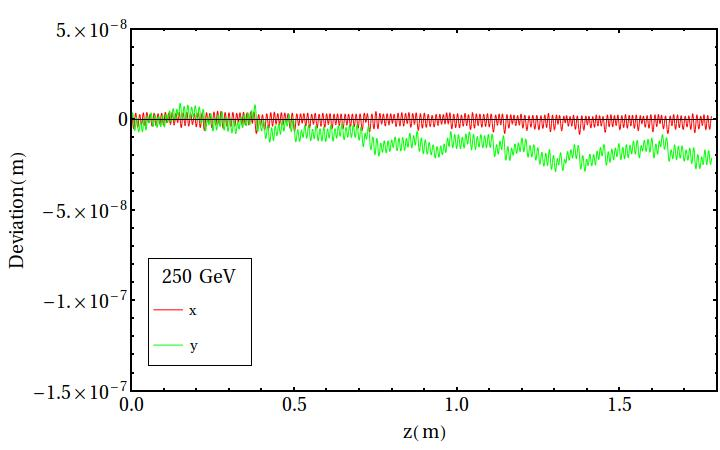 5.×10⁻⁸
0
−5.×10⁻⁸
−1.×10⁻⁷
−1.5×10⁻⁷
Deviation(m)
250 GeV
x
y
0.0 0.5 1.0 1.5
z(m)